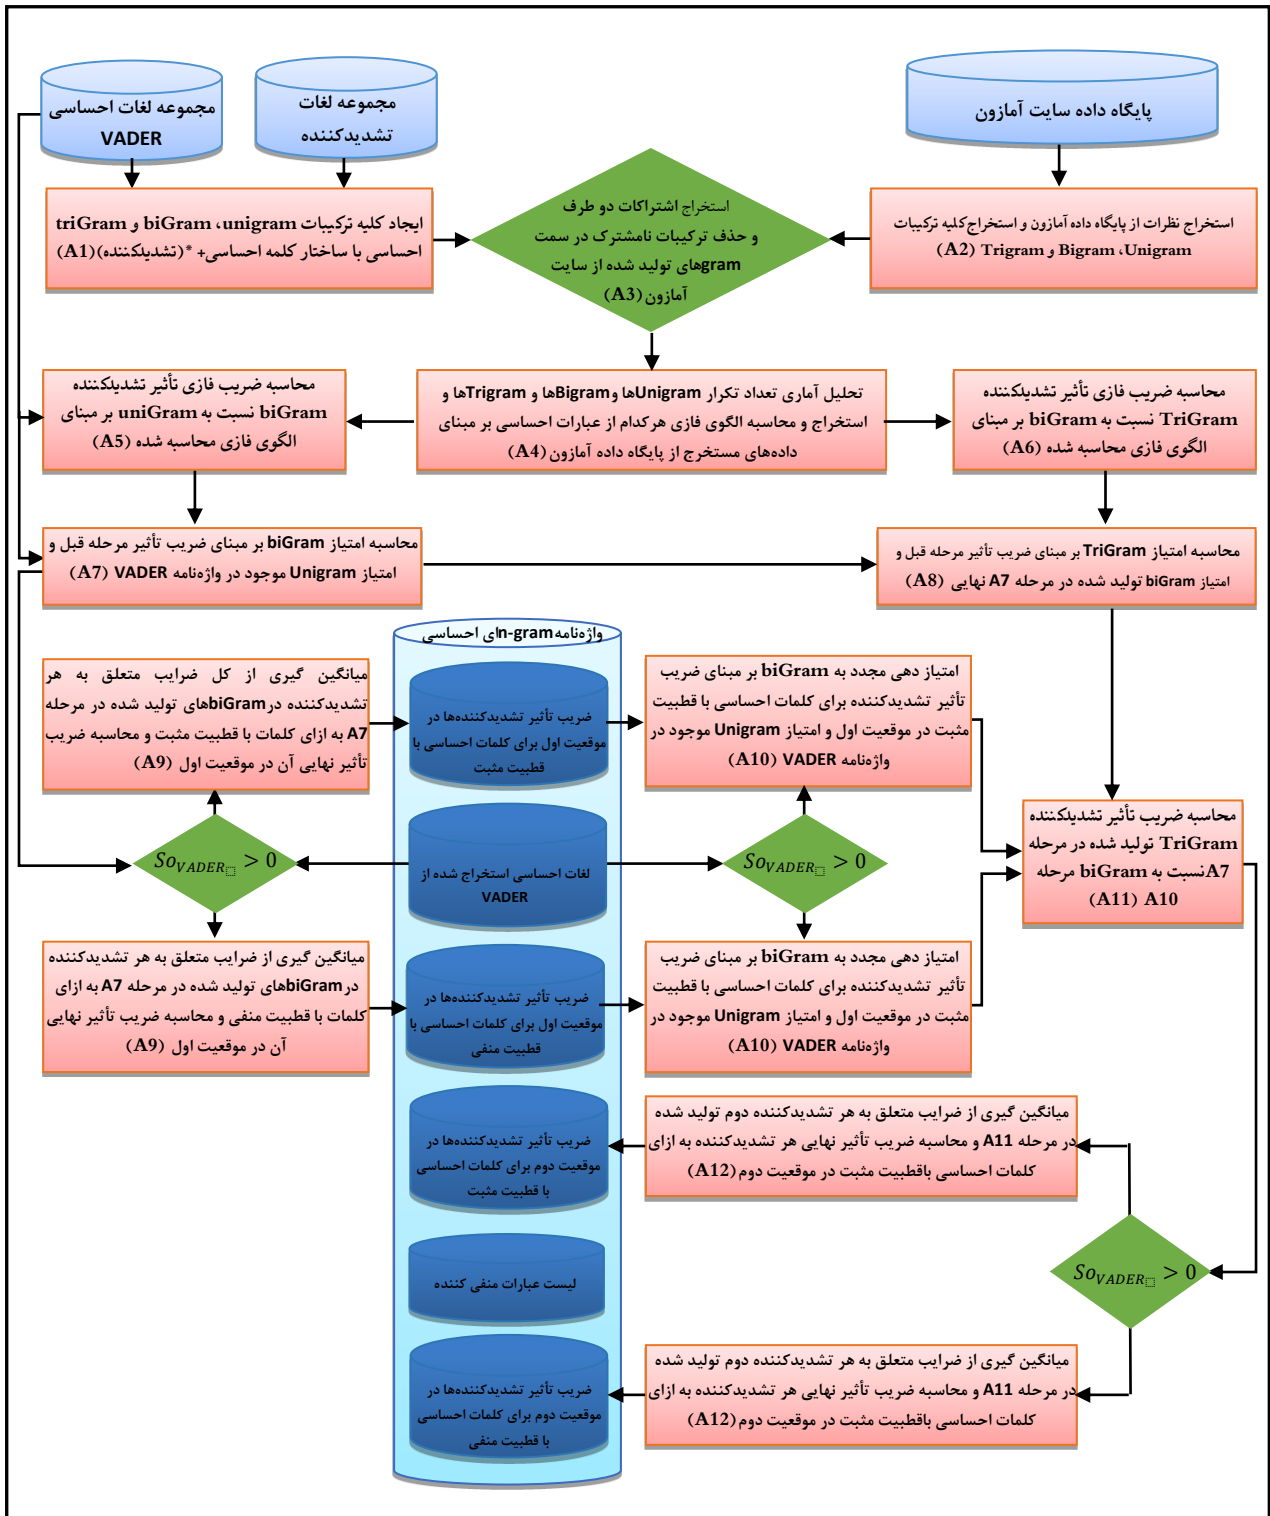 مجموعه لغات احساسی
VADER
مجموعه لغات
تشدیدکننده
پایگاه داده سایت آمازون
ایجاد کلیه ترکیبات biGram ،unigram و triGram
احساسی با ساختار کلمه احساسی+ *(تشدیدکننده)(A1)
استخراج اشتراکات دو طرف
و حذف ترکیبات نامشترک در سمت
gramهای تولید شده از سایت
آمازون (A3)
استخراج نظرات از پایگاه داده آمازون و استخراج کلیه ترکیبات
Bigram ،Unigram و Trigram (A2)
محاسبه ضریب فازی تأثیر تشدیدکننده
biGram نسبت به uniGram بر مبنای
الگوی فازی محاسبه شده (A5)
تحلیل آماری تعداد تکرار Unigramها وBigramها و Trigramها و
استخراج و محاسبه الگوی فازی هرکدام از عبارات احساسی بر مبنای
داده‌های مستخرج از پایگاه داده آمازون (A4)
محاسبه ضریب فازی تأثیر تشدیدکننده
TriGram نسبت به biGram بر مبنای
الگوی فازی محاسبه شده (A6)
محاسبه امتیاز biGram بر مبنای ضریب تأثیر مرحله قبل و
امتیاز Unigram موجود در واژه‌نامه VADER (A7)
محاسبه امتیاز TriGram بر مبنای ضریب تأثیر مرحله قبل و
امتیاز biGram تولید شده در مرحله A7 نهایی (A8)
واژه‌نامه n-gramای احساسی
میانگین گیری از کل ضرایب متعلق به هر
تشدیدکننده در biGramهای تولید شده در مرحله
A7 به ازای کلمات با قطبیت مثبت و محاسبه ضریب
تأثیر نهایی آن در موقعیت اول (A9)
ضریب تأثیر تشدیدکننده‌ها در
موقعیت اول برای کلمات احساسی با
قطبیت مثبت
امتیاز دهی مجدد به biGram بر مبنای ضریب
تأثیر تشدیدکننده برای کلمات احساسی با قطبیت
مثبت در موقعیت اول و امتیاز Unigram موجود در
واژه‌نامه VADER (A10)
So_VADER > 0
لغات احساسی استخراج شده از
VADER
So_VADER > 0
محاسبه ضریب تأثیر تشدیدکننده
TriGram تولید شده در مرحله
A7نسبت به biGram مرحله
A10 (A11)
میانگین گیری از ضرایب متعلق به هر تشدیدکننده
در biGramهای تولید شده در مرحله A7 به ازای
کلمات با قطبیت منفی و محاسبه ضریب تأثیر نهایی
آن در موقعیت اول (A9)
ضریب تأثیر تشدیدکننده‌ها در
موقعیت اول برای کلمات احساسی با
قطبیت منفی
امتیاز دهی مجدد به biGram بر مبنای ضریب
تأثیر تشدیدکننده برای کلمات احساسی با قطبیت
مثبت در موقعیت اول و امتیاز Unigram موجود در
واژه‌نامه VADER (A10)
ضریب تأثیر تشدیدکننده‌ها در
موقعیت دوم برای کلمات احساسی
با قطبیت مثبت
میانگین گیری از ضرایب متعلق به هر تشدیدکننده دوم تولید شده
در مرحله A11 و محاسبه ضریب تأثیر نهایی هر تشدیدکننده به ازای
کلمات احساسی باقطبیت مثبت در موقعیت دوم (A12)
لیست عبارات منفی کننده
So_VADER > 0
ضریب تأثیر تشدیدکننده‌ها در
موقعیت دوم برای کلمات احساسی
با قطبیت منفی
میانگین گیری از ضرایب متعلق به هر تشدیدکننده دوم تولید شده
در مرحله A11 و محاسبه ضریب تأثیر نهایی هر تشدیدکننده به ازای
کلمات احساسی باقطبیت مثبت در موقعیت دوم (A12)